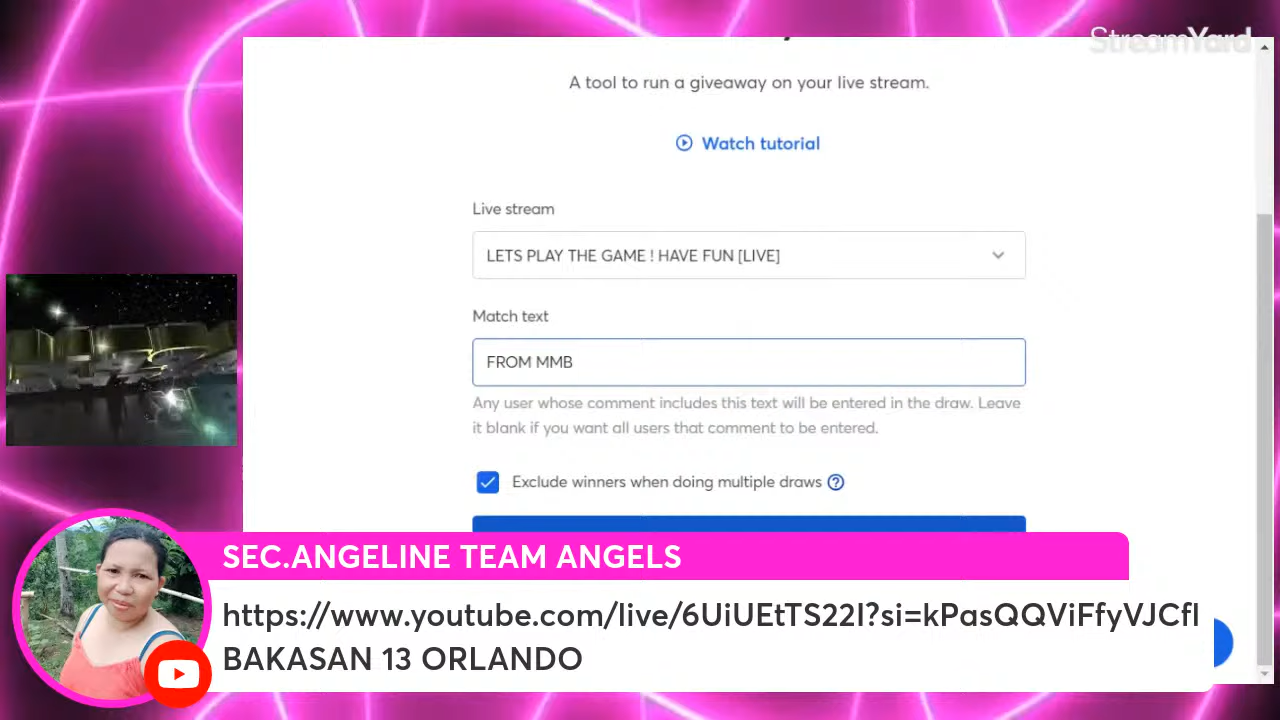 StreamYard
A tool to run a giveaway on your live stream.
Watch tutorial
Live stream
LETS PLAY THE GAME ! HAVE FUN [LIVE]
Match text
FROM MMB
Any user whose comment includes this text will be entered in the draw. Leave
it blank if you want all users that comment to be entered.
Exclude winners when doing multiple draws
SEC.ANGELINE TEAM ANGELS
https://www.youtube.com/live/6UiUEtTS22I?si=kPasQQViFfyVJCfI
BAKASAN 13 ORLANDO